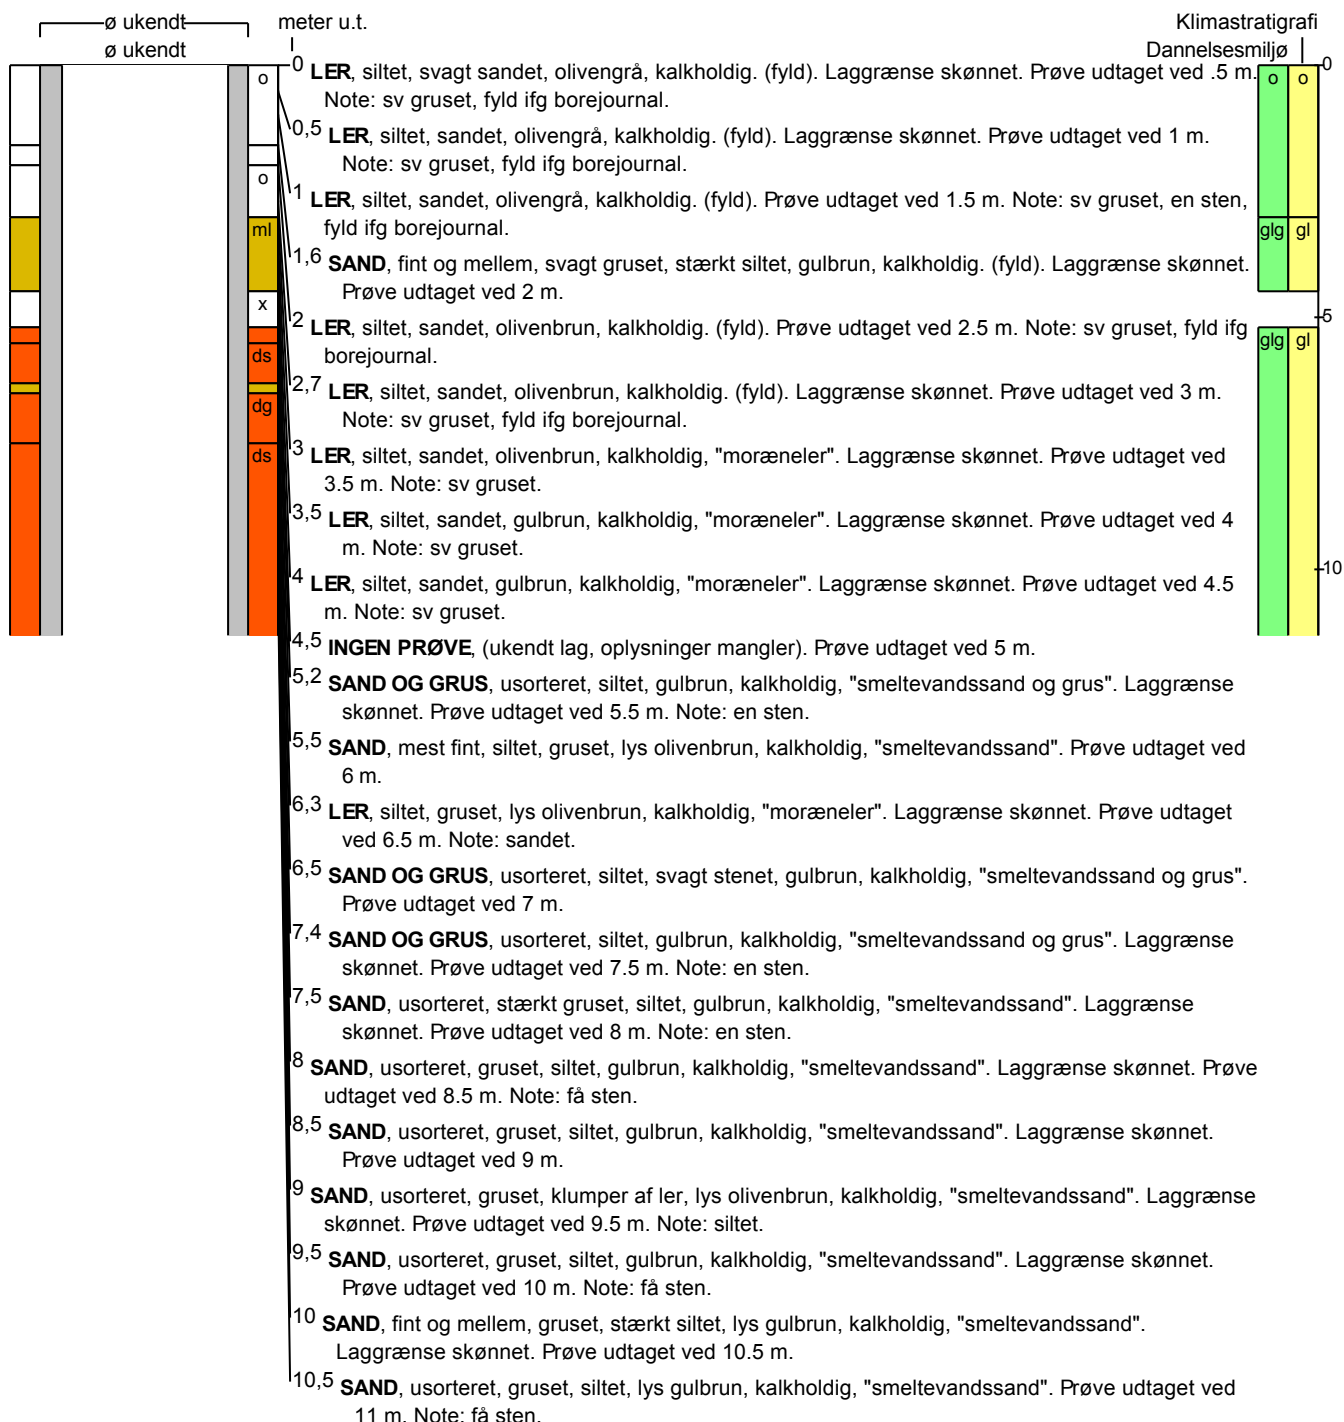 ø ukendt meter u.t. Klimastratigrafi
ø ukendt Dannelsesmiljø
0 LER, siltet, svagt sandet, olivengrå, kalkholdig. (fyld). Laggrænse skønnet. Prøve udtaget ved .5 m.
Note: sv gruset, fyld ifg borejournal.
0,5 LER, siltet, sandet, olivengrå, kalkholdig. (fyld). Laggrænse skønnet. Prøve udtaget ved 1 m.
Note: sv gruset, fyld ifg borejournal.
1 LER, siltet, sandet, olivengrå, kalkholdig. (fyld). Prøve udtaget ved 1.5 m. Note: sv gruset, en sten,
fyld ifg borejournal.
1,6 SAND, fint og mellem, svagt gruset, stærkt siltet, gulbrun, kalkholdig. (fyld). Laggrænse skønnet.
Prøve udtaget ved 2 m.
2 LER, siltet, sandet, olivenbrun, kalkholdig. (fyld). Prøve udtaget ved 2.5 m. Note: sv gruset, fyld ifg
borejournal.
2,7 LER, siltet, sandet, olivenbrun, kalkholdig. (fyld). Laggrænse skønnet. Prøve udtaget ved 3 m.
Note: sv gruset, fyld ifg borejournal.
3 LER, siltet, sandet, olivenbrun, kalkholdig, "moræneler". Laggrænse skønnet. Prøve udtaget ved
3.5 m. Note: sv gruset.
3,5 LER, siltet, sandet, gulbrun, kalkholdig, "moræneler". Laggrænse skønnet. Prøve udtaget ved 4
m. Note: sv gruset.
4 LER, siltet, sandet, gulbrun, kalkholdig, "moræneler". Laggrænse skønnet. Prøve udtaget ved 4.5
m. Note: sv gruset.
4,5 INGEN PRØVE, (ukendt lag, oplysninger mangler). Prøve udtaget ved 5 m.
5,2 SAND OG GRUS, usorteret, siltet, gulbrun, kalkholdig, "smeltevandssand og grus". Laggrænse
skønnet. Prøve udtaget ved 5.5 m. Note: en sten.
5,5 SAND, mest fint, siltet, gruset, lys olivenbrun, kalkholdig, "smeltevandssand". Prøve udtaget ved
6 m.
6,3 LER, siltet, gruset, lys olivenbrun, kalkholdig, "moræneler". Laggrænse skønnet. Prøve udtaget
ved 6.5 m. Note: sandet.
6,5 SAND OG GRUS, usorteret, siltet, svagt stenet, gulbrun, kalkholdig, "smeltevandssand og grus".
Prøve udtaget ved 7 m.
7,4 SAND OG GRUS, usorteret, siltet, gulbrun, kalkholdig, "smeltevandssand og grus". Laggrænse
skønnet. Prøve udtaget ved 7.5 m. Note: en sten.
7,5 SAND, usorteret, stærkt gruset, siltet, gulbrun, kalkholdig, "smeltevandssand". Laggrænse
skønnet. Prøve udtaget ved 8 m. Note: en sten.
8 SAND, usorteret, gruset, siltet, gulbrun, kalkholdig, "smeltevandssand". Laggrænse skønnet. Prøve
udtaget ved 8.5 m. Note: få sten.
8,5 SAND, usorteret, gruset, siltet, gulbrun, kalkholdig, "smeltevandssand". Laggrænse skønnet.
Prøve udtaget ved 9 m.
9 SAND, usorteret, gruset, klumper af ler, lys olivenbrun, kalkholdig, "smeltevandssand". Laggrænse
skønnet. Prøve udtaget ved 9.5 m. Note: siltet.
9,5 SAND, usorteret, gruset, siltet, gulbrun, kalkholdig, "smeltevandssand". Laggrænse skønnet.
Prøve udtaget ved 10 m. Note: få sten.
10 SAND, fint og mellem, gruset, stærkt siltet, lys gulbrun, kalkholdig, "smeltevandssand".
Laggrænse skønnet. Prøve udtaget ved 10.5 m.
10,5 SAND, usorteret, gruset, siltet, lys gulbrun, kalkholdig, "smeltevandssand". Prøve udtaget ved
11 m. Note: få sten.
o
o
ml
x
ds
dg
ds
o o
glg gl
glg gl
0
5
10